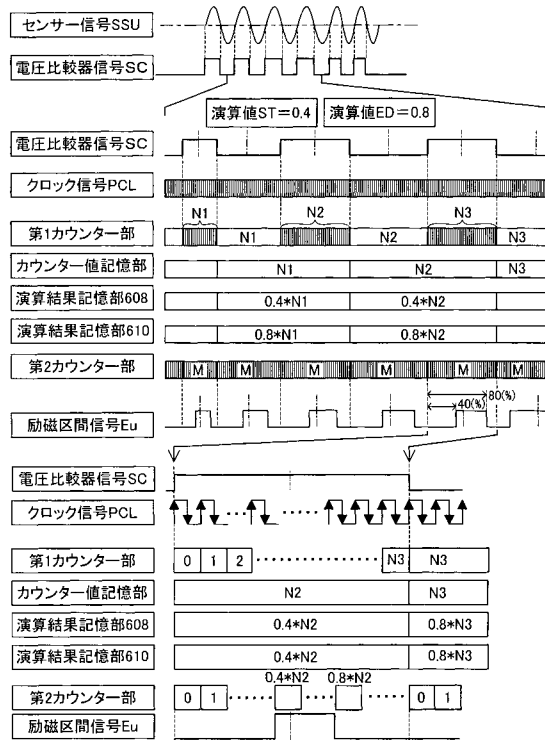 センサー信号SSU
電圧比較器信号SC
演算値ST=0.4 演算値ED=0.8
電圧比較器信号SC
クロック信号PCL
N1 N2 N3
第1カウンター部 N1 N2 N3
カウンター値記憶部 N1 N2 N3
演算結果記憶部608 0.4*N1 0.4*N2
演算結果記憶部610 0.8*N1 0.8*N2
第2カウンター部 M M M M M M
80(%)
40(%)
励磁区間信号Eu
電圧比較器信号SC
クロック信号PCL
第1カウンター部 0 1 2 N3 N3
カウンター値記憶部 N2 N3
演算結果記憶部608 0.4*N2 0.8*N3
演算結果記憶部610 0.4*N2 0.8*N3
0.4*N2 0.8*N2
第2カウンター部 0 1 0 1
励磁区間信号Eu